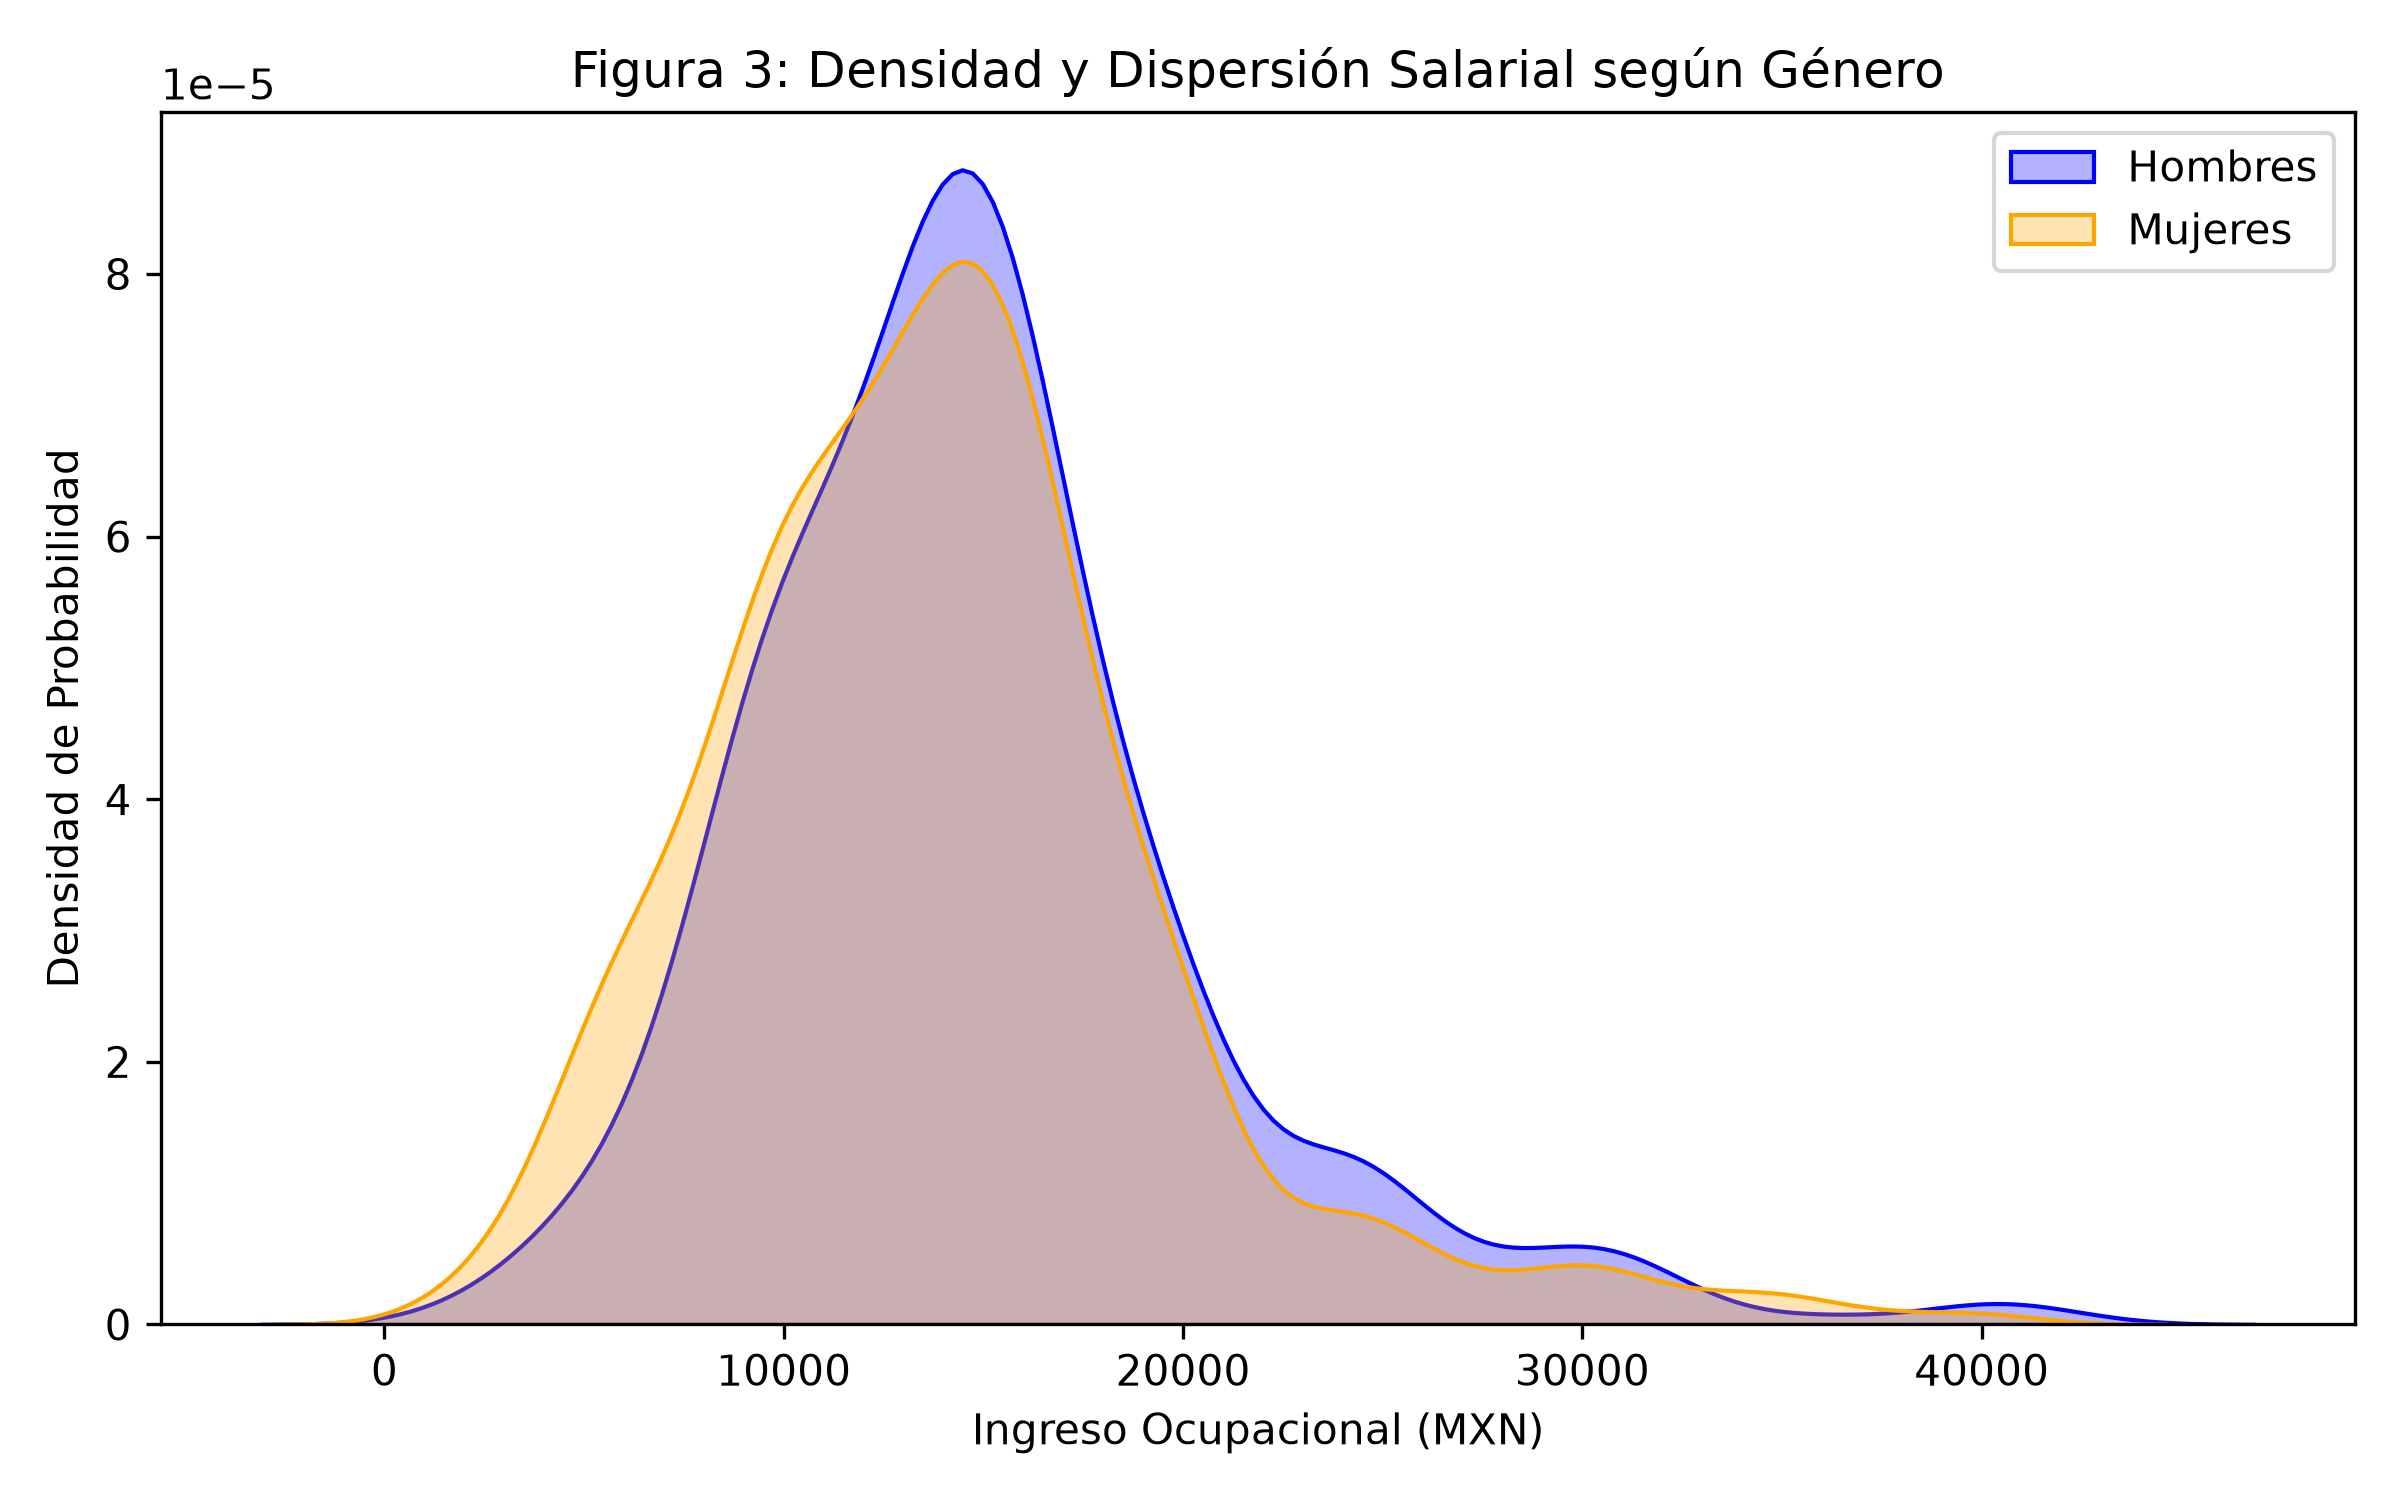 Figura 3: Densidad y Dispersión Salarial según Género
1e−5
Hombres
Mujeres
8
6
4
2
0
Densidad de Probabilidad
0 10000 20000 30000 40000
Ingreso Ocupacional (MXN)